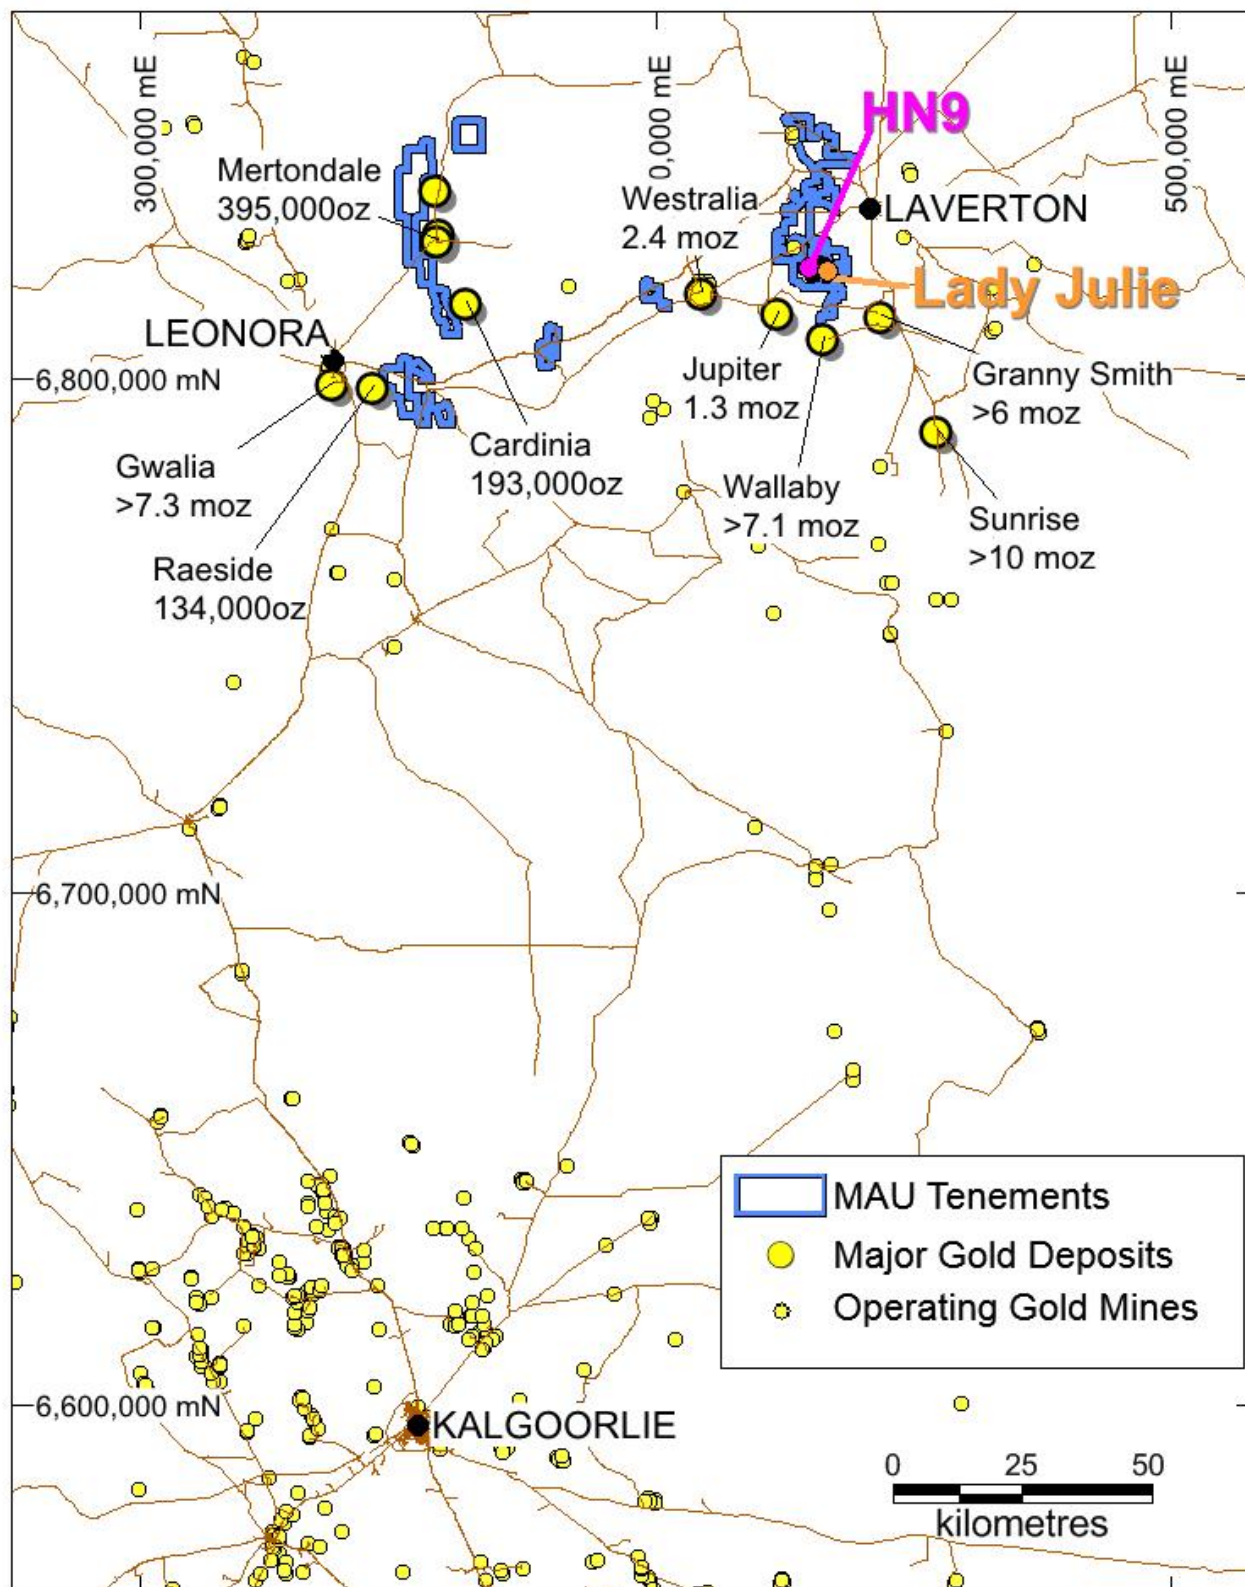 300,000 mE
0,000 mE
500,000 mE
HN9
Mertondale
395,000oz
Westralia
2.4 moz
LAVERTON
Lady Julie
LEONORA
6,800,000 mN
Jupiter
1.3 moz
Granny Smith
>6 moz
Cardinia
193,000oz
Gwalia
>7.3 moz
Wallaby
>7.1 moz
Sunrise
>10 moz
Raeside
134,000oz
6,700,000 mN
MAU Tenements
Major Gold Deposits
Operating Gold Mines
6,600,000 mN
KALGOORLIE
0 25 50
kilometres